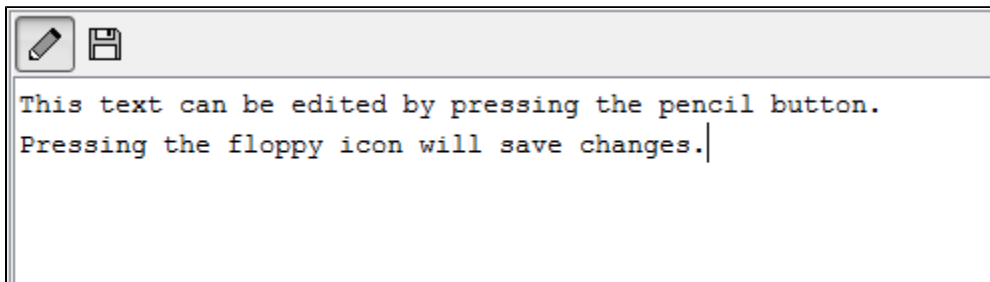 This text can be edited by pressing the pencil button.
Pressing the floppy icon will save changes.